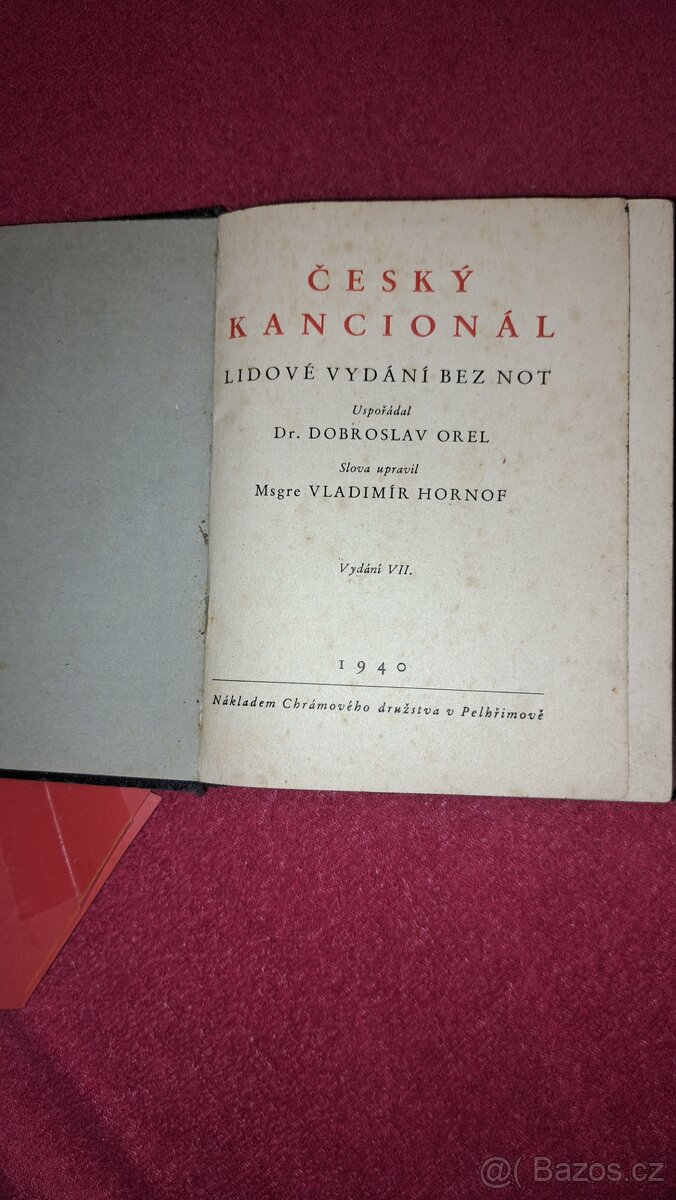 ČESKÝ
KANCIONÁL
LIDOVÉ VYDÁNÍ BEZ NOT
Uspořádal
Dr. DOBROSLAV OREL
Slova upravil
Msgre VLADIMÍR HORNOF
Vydání VII.
1940
Nákladem Chrámového družstva v Pelhřimově
@( Bazos.cz